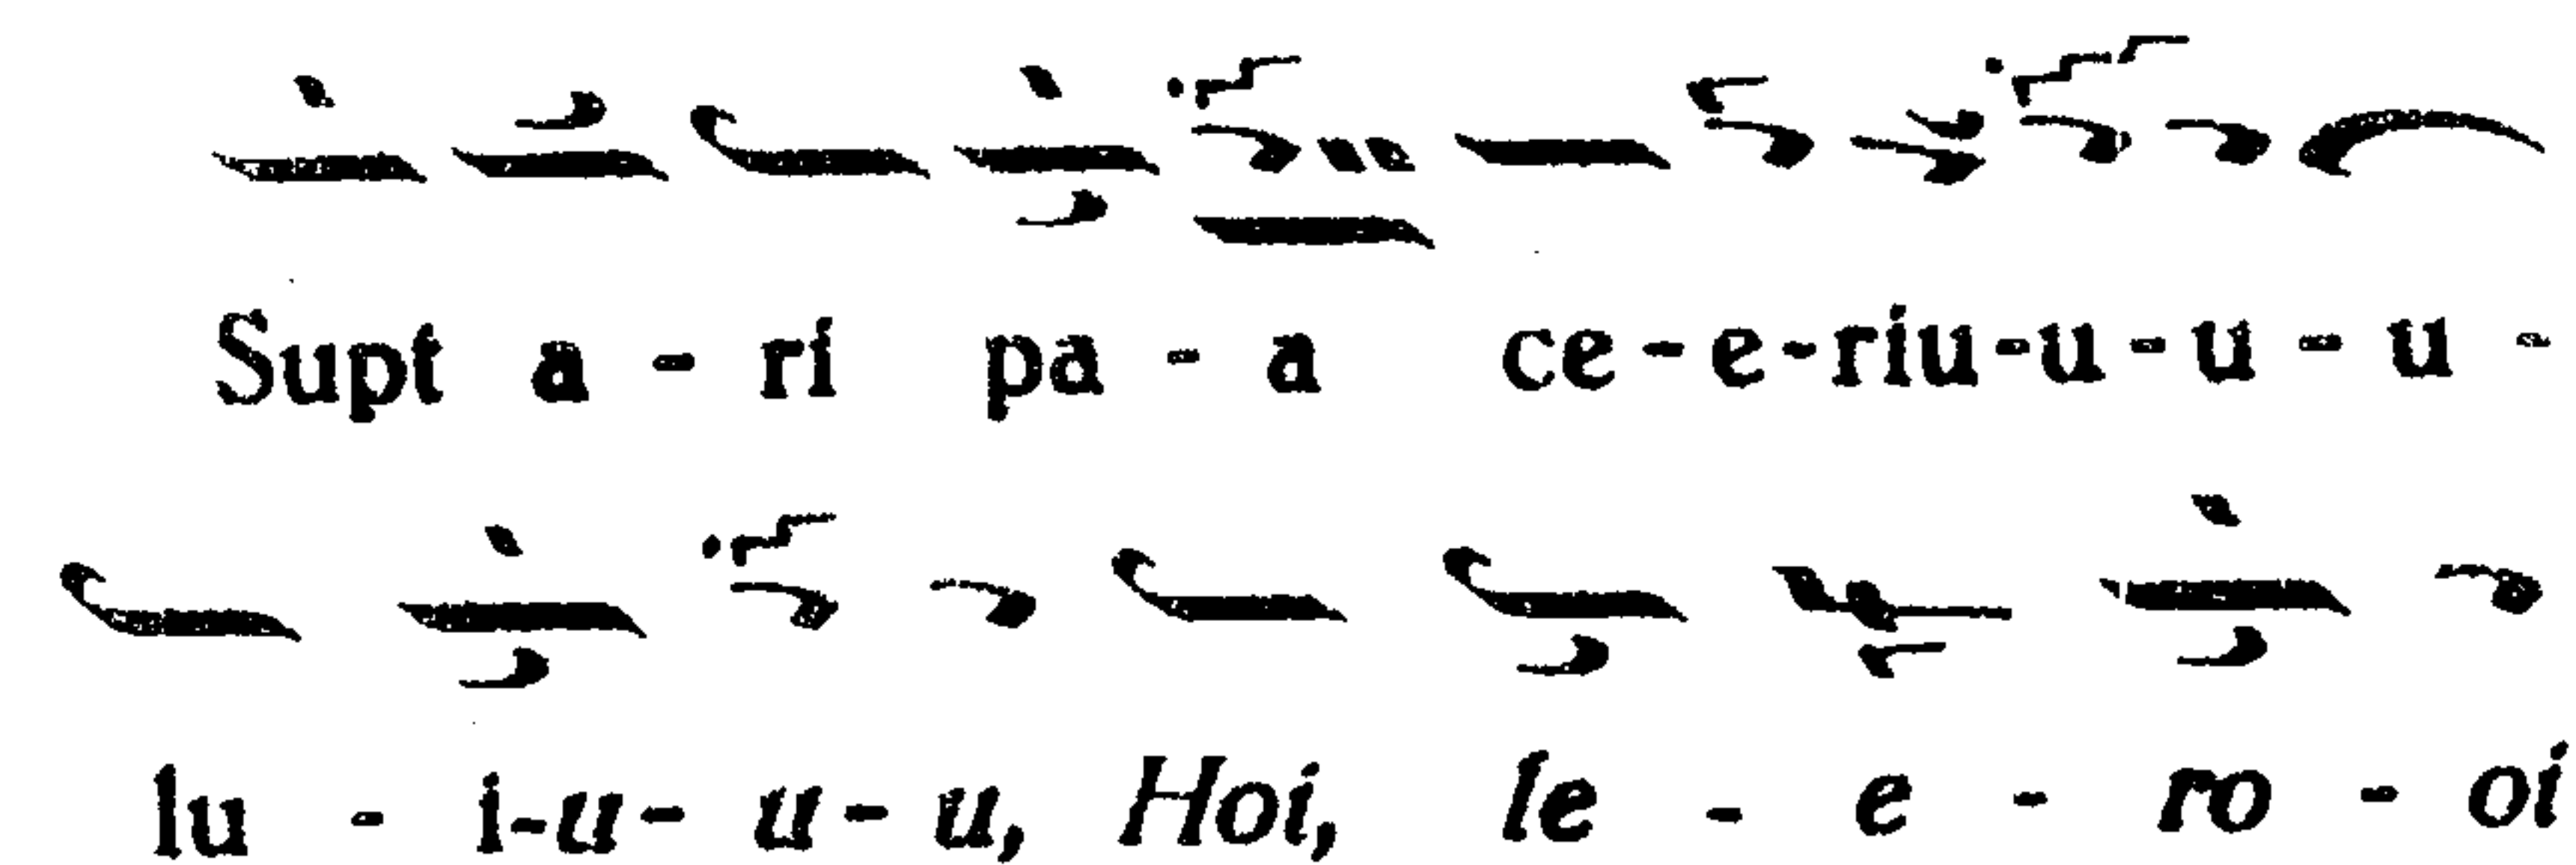 Supt a - ri pa - a ce - e - riu - u - u - u -
lu - i - u - u - u, Hoi, le - e - ro - oi